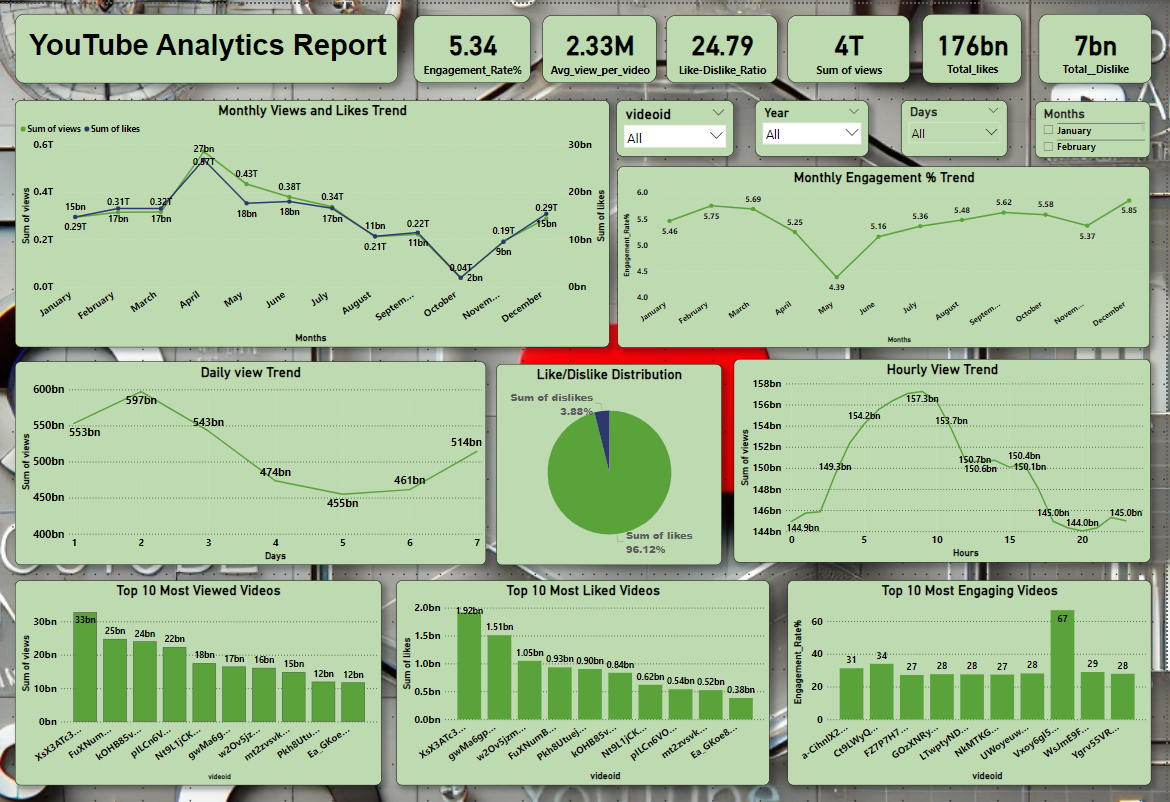 YouTube Analytics Report
5.34
Engagement_Rate%
2.33M
Avg_view_per_video
24.79
Like-Dislike_Ratio
4T
Sum of views
176bn
Total_likes
7bn
Total__Dislike
Monthly Views and Likes Trend
Sum of views Sum of likes
0.6T
0.4T
0.2T
0.0T
Sum of views
30bn
20bn
10bn
0bn
Sum of likes
15bn
0.29T
0.31T
17bn
0.32T
17bn
27bn
0.57T
0.43T
18bn
0.38T
18bn
0.34T
17bn
11bn
0.21T
0.22T
11bn
0.04T
2bn
0.19T
9bn
0.29T
15bn
January
February
March
April
May
June
July
August
Septem...
October
Novem...
December
Months
videoid
All
Year
All
Days
All
Months
January
February
Monthly Engagement % Trend
6.0
5.5
5.0
4.5
4.0
Engagement_Rate%
5.46
5.75
5.69
5.25
4.39
5.16
5.36
5.48
5.62
5.58
5.37
5.85
January
February
March
April
May
June
July
August
Septem...
October
Novem...
December
Months
Daily view Trend
600bn
550bn
500bn
450bn
400bn
Sum of views
553bn
597bn
543bn
474bn
455bn
461bn
514bn
1 2 3 4 5 6 7
Days
Like/Dislike Distribution
Sum of dislikes
3.88%
Sum of likes
96.12%
Hourly View Trend
158bn
156bn
154bn
152bn
150bn
148bn
146bn
144bn
Sum of views
144.9bn
149.3bn
154.2bn
157.3bn
153.7bn
150.7bn
150.6bn
150.4bn
150.1bn
145.0bn
144.0bn
145.0bn
0 5 10 15 20
Hours
Top 10 Most Viewed Videos
30bn
20bn
10bn
0bn
Sum of views
33bn
25bn
24bn
22bn
18bn
17bn
16bn
15bn
12bn
12bn
XsX3ATc3...
FuXNum...
kOHB85v...
plLCn6V...
Nt9L1jCK...
gwMa6g...
w2Ov5jz...
mt2zvsvk...
Pkh8Utu...
Ea_GKoe...
videoid
Top 10 Most Liked Videos
2.0bn
1.5bn
1.0bn
0.5bn
0.0bn
Sum of likes
1.92bn
1.51bn
1.05bn
0.93bn
0.90bn
0.84bn
0.62bn
0.54bn
0.52bn
0.38bn
XsX3ATc3...
gwMa6gp...
w2Ov5jzm...
FuXNumB...
Pkh8Utuej...
kOHB85v...
Nt9L1jCK...
plLCn6VO...
mt2zvsvk...
Ea_GKoe8...
videoid
Top 10 Most Engaging Videos
60
40
20
0
Engagement_Rate%
31
34
27
28
28
27
28
67
29
28
a-CihnlX2...
Ct9LWyQ...
FZ7P7HT...
GOzXNRy...
LTwptyND...
NkMTKG...
UWoyeuw...
Vxoy6gl5...
WsJmE9F...
Ygrv55VR...
videoid